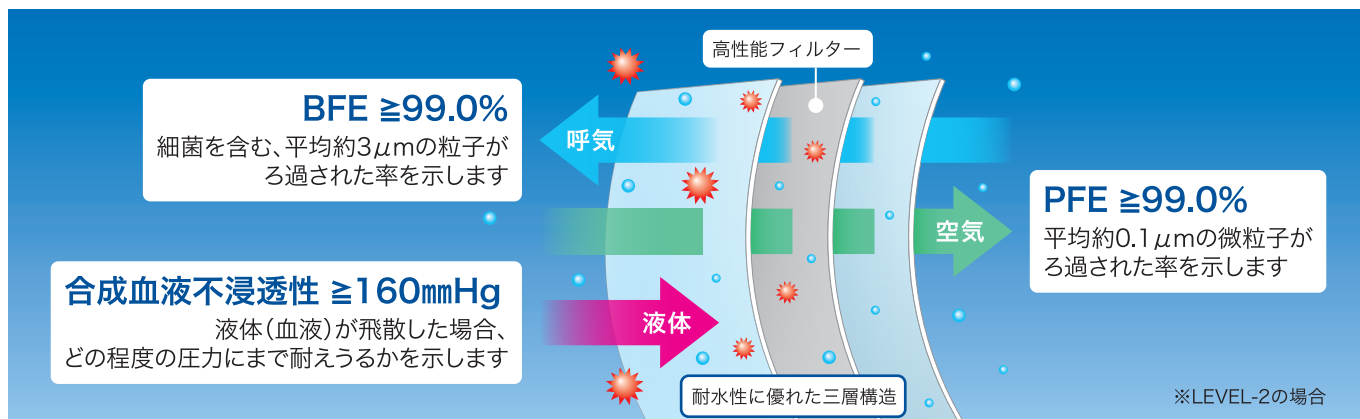 高性能フィルター
BFE ≧99.0%
細菌を含む、平均約3μmの粒子が
ろ過された率を示します
呼気
PFE ≧99.0%
平均約0.1μmの微粒子が
ろ過された率を示します
空気
合成血液不浸透性 ≧160mmHg
液体(血液)が飛散した場合、
どの程度の圧力にまで耐えうるかを示します
液体
耐水性に優れた三層構造
※LEVEL-2の場合